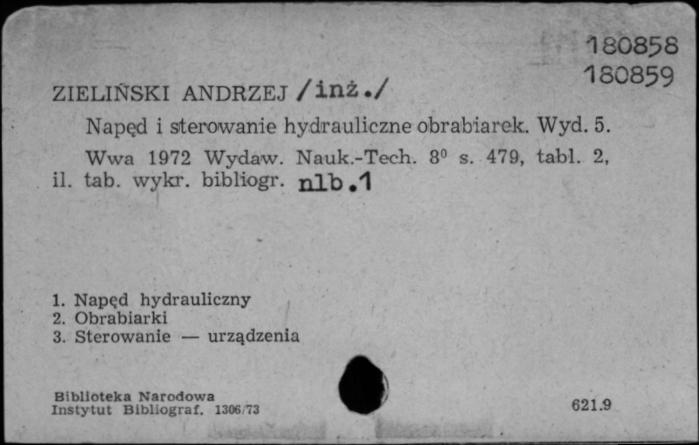 180858
180859
ZIELIŃSKI ANDRZEJ /inż./
Napęd i sterowanie hydrauliczne obrabiarek. Wyd. 5.
Wwa 1972 Wydaw. Nauk.-Tech. 8⁰ s. 479, tabl. 2,
il. tab. wykr. bibliogr. nlb.1
1. Napęd hydrauliczny
2. Obrabiarki
3. Sterowanie — urządzenia
Biblioteka Narodowa
Instytut Bibliograf. 1306/73
621.9